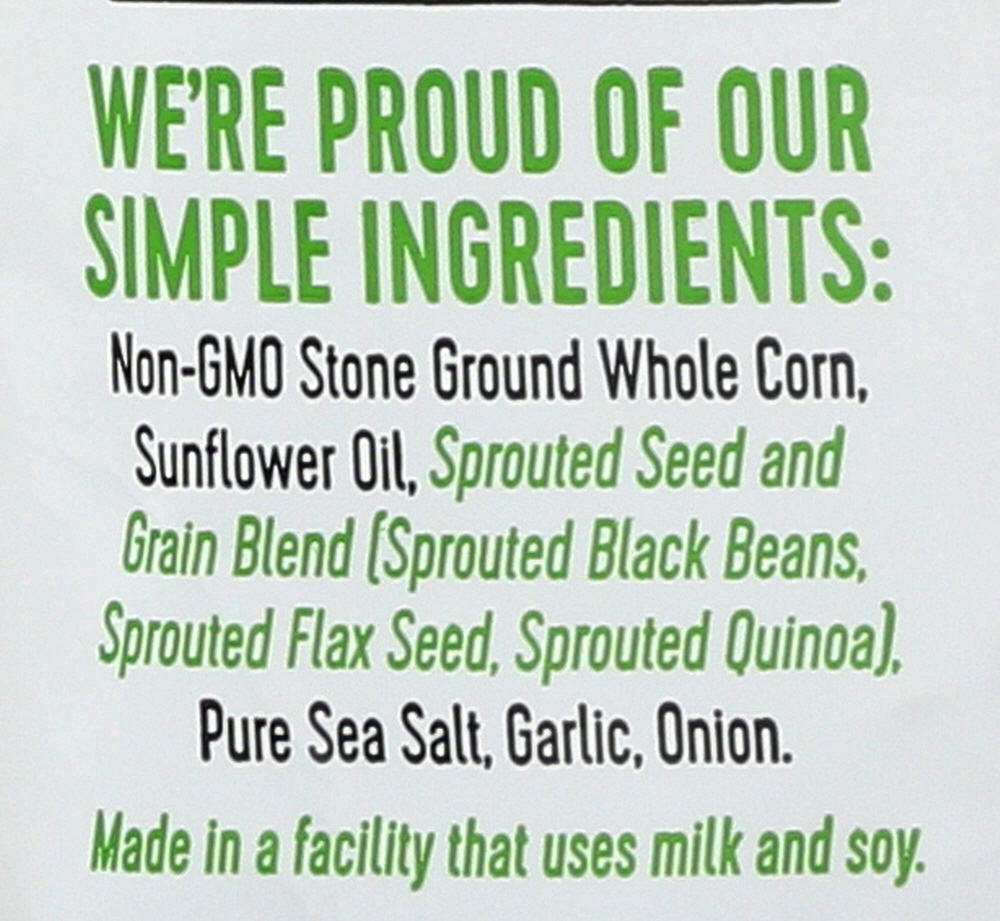 WE'RE PROUD OF OUR
SIMPLE INGREDIENTS:
Non-GMO Stone Ground Whole Corn,
Sunflower Oil, Sprouted Seed and
Grain Blend (Sprouted Black Beans,
Sprouted Flax Seed, Sprouted Quinoa),
Pure Sea Salt, Garlic, Onion.
Made in a facility that uses milk and soy.